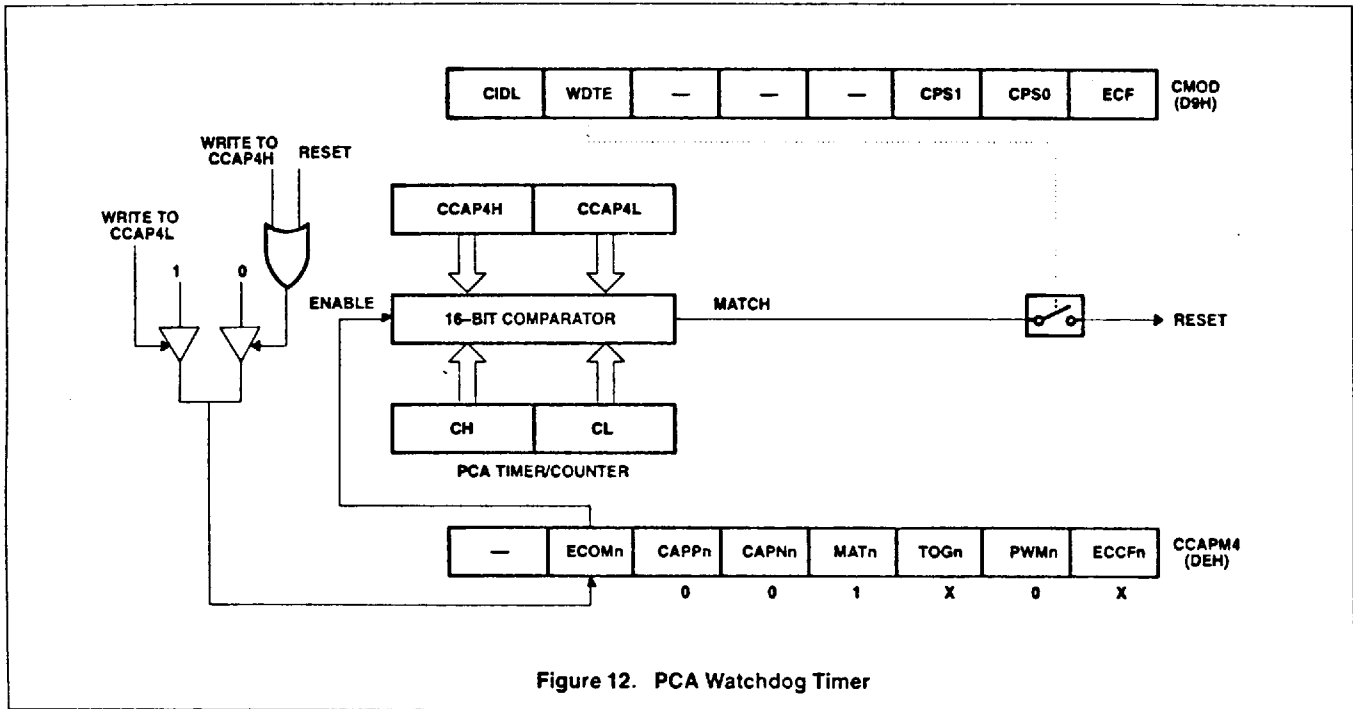 CIDL WDTE — — — CPS1 CPS0 ECF
CMOD
(D9H)
WRITE TO
CCAP4H
RESET
WRITE TO
CCAP4L
1 0
CCAP4H CCAP4L
ENABLE
16–BIT COMPARATOR
MATCH
RESET
CH CL
PCA TIMER/COUNTER
— ECOMn CAPPn CAPNn MATn TOGn PWMn ECCFn
CCAPM4
(DEH)
0 0 1 X 0 X
Figure 12. PCA Watchdog Timer